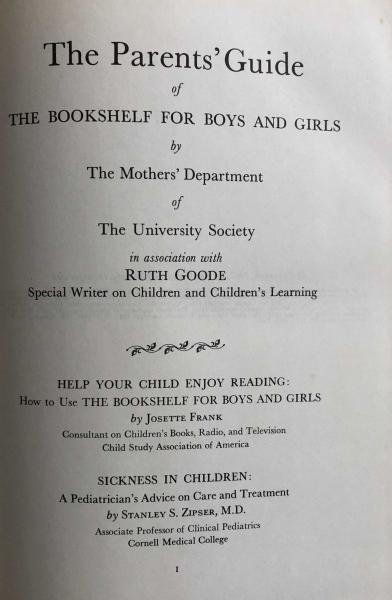 The Parents' Guide
of
THE BOOKSHELF FOR BOYS AND GIRLS
by
The Mothers' Department
of
The University Society
in association with
RUTH GOODE
Special Writer on Children and Children's Learning
HELP YOUR CHILD ENJOY READING:
How to Use THE BOOKSHELF FOR BOYS AND GIRLS
by JOSETTE FRANK
Consultant on Children's Books, Radio, and Television
Child Study Association of America
SICKNESS IN CHILDREN:
A Pediatrician's Advice on Care and Treatment
by STANLEY S. ZIPSER, M.D.
Associate Professor of Clinical Pediatrics
Cornell Medical College
1